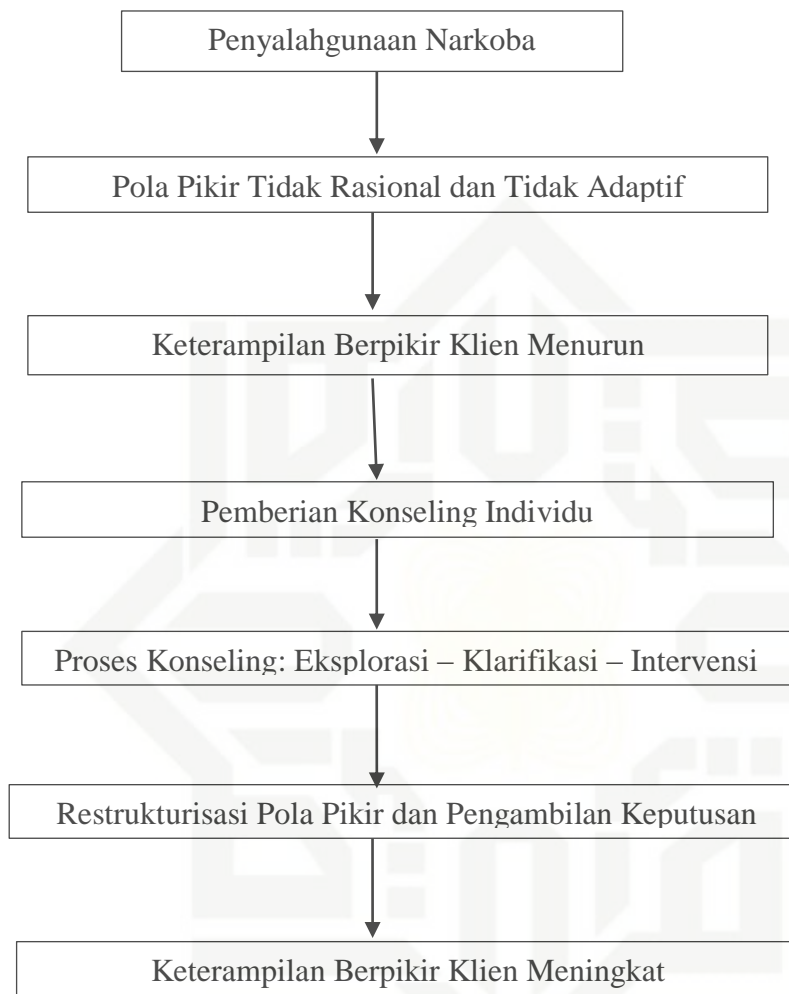 Penyalahgunaan Narkoba
Pola Pikir Tidak Rasional dan Tidak Adaptif
Keterampilan Berpikir Klien Menurun
Pemberian Konseling Individu
Proses Konseling: Eksplorasi – Klarifikasi – Intervensi
Restrukturisasi Pola Pikir dan Pengambilan Keputusan
Keterampilan Berpikir Klien Meningkat